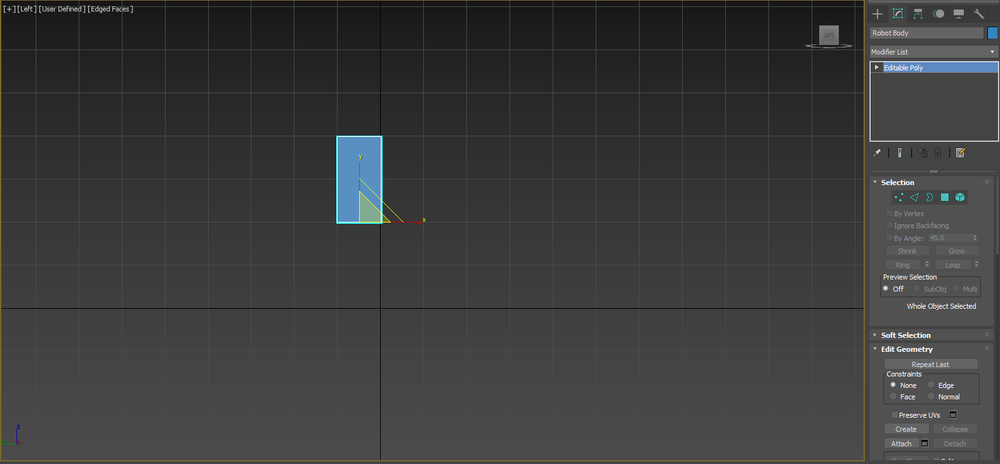 [+] [Left] [User Defined] [Edged Faces]
LEFT
y
x
z
y
x
Robot Body
Modifier List
Editable Poly
Selection
By Vertex
Ignore Backfacing
By Angle: 45.0
Shrink Grow
Ring Loop
Preview Selection
Off SubObj Multi
Whole Object Selected
Soft Selection
Edit Geometry
Repeat Last
Constraints
None Edge
Face Normal
Preserve UVs
Create Collapse
Attach Detach